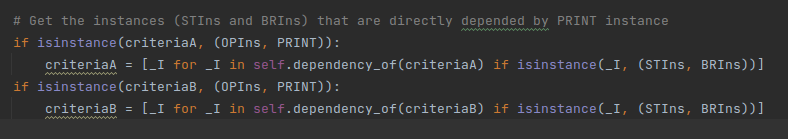 # Get the instances (STIns and BRIns) that are directly depended by PRINT instance
if isinstance(criteriaA, (OPIns, PRINT)):
    criteriaA = [_I for _I in self.dependency_of(criteriaA) if isinstance(_I, (STIns, BRIns))]
if isinstance(criteriaB, (OPIns, PRINT)):
    criteriaB = [_I for _I in self.dependency_of(criteriaB) if isinstance(_I, (STIns, BRIns))]